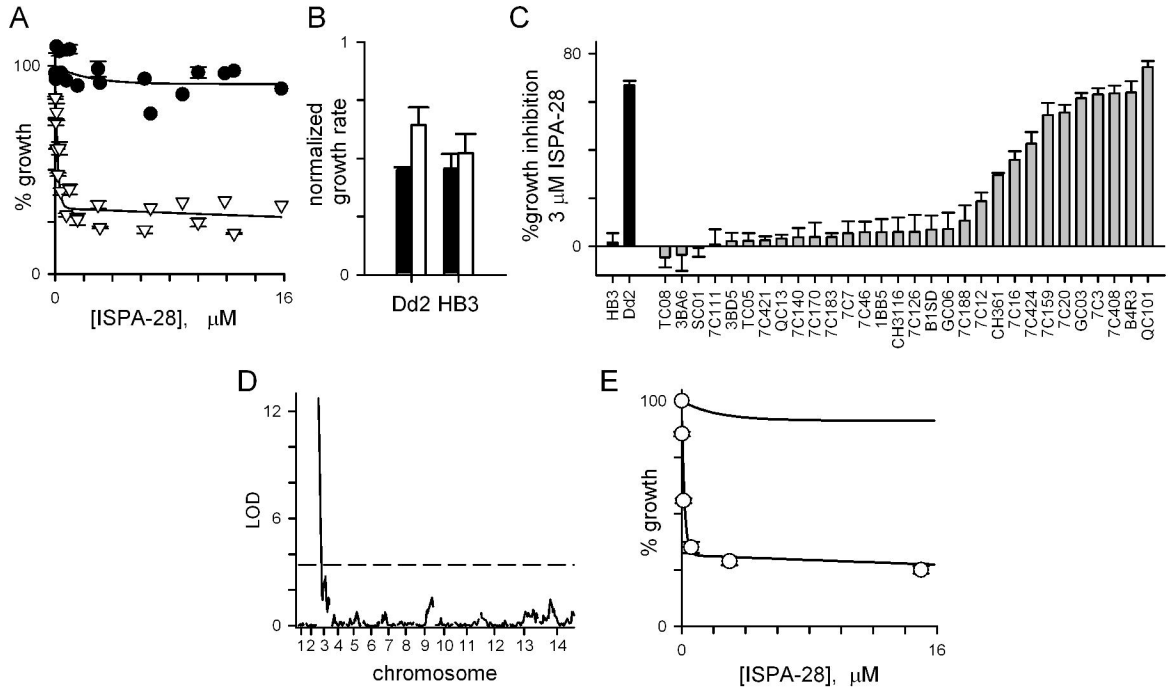 A
100
% growth
0
0
16
[ISPA-28], μM
B
1
normalized
growth rate
0
Dd2 HB3
C
80
%growth inhibition
3 μM ISPA-28
0
HB3
Dd2
TC08
3BA6
SC01
7C111
3BD5
TC05
7C421
QC13
7C140
7C170
7C183
7C7
7C46
1BB5
CH3116
7C126
B1SD
GC06
7C188
7C12
CH361
7C16
7C424
7C159
7C20
GC03
7C3
7C408
B4R3
QC101
D
12
LOD
6
0
1 2 3 4 5 6 7 8 9 10 11 12 13 14
chromosome
E
100
% growth
0
0
16
[ISPA-28], μM